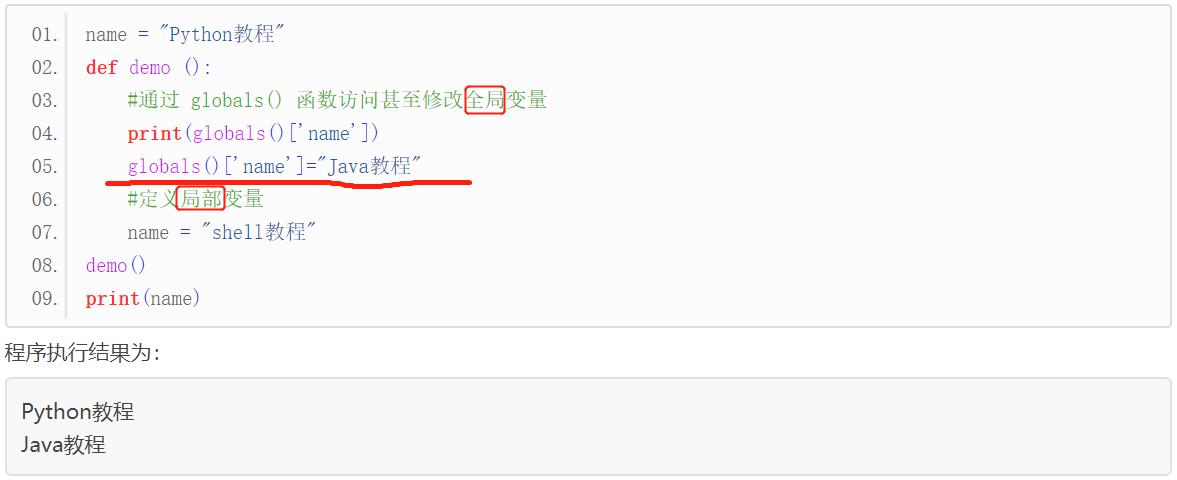 01. name = "Python教程"
02. def demo ():
03. #通过 globals() 函数访问甚至修改全局变量
04. print(globals()['name'])
05. globals()['name']="Java教程"
06. #定义局部变量
07. name = "shell教程"
08. demo()
09. print(name)
程序执行结果为:
Python教程
Java教程